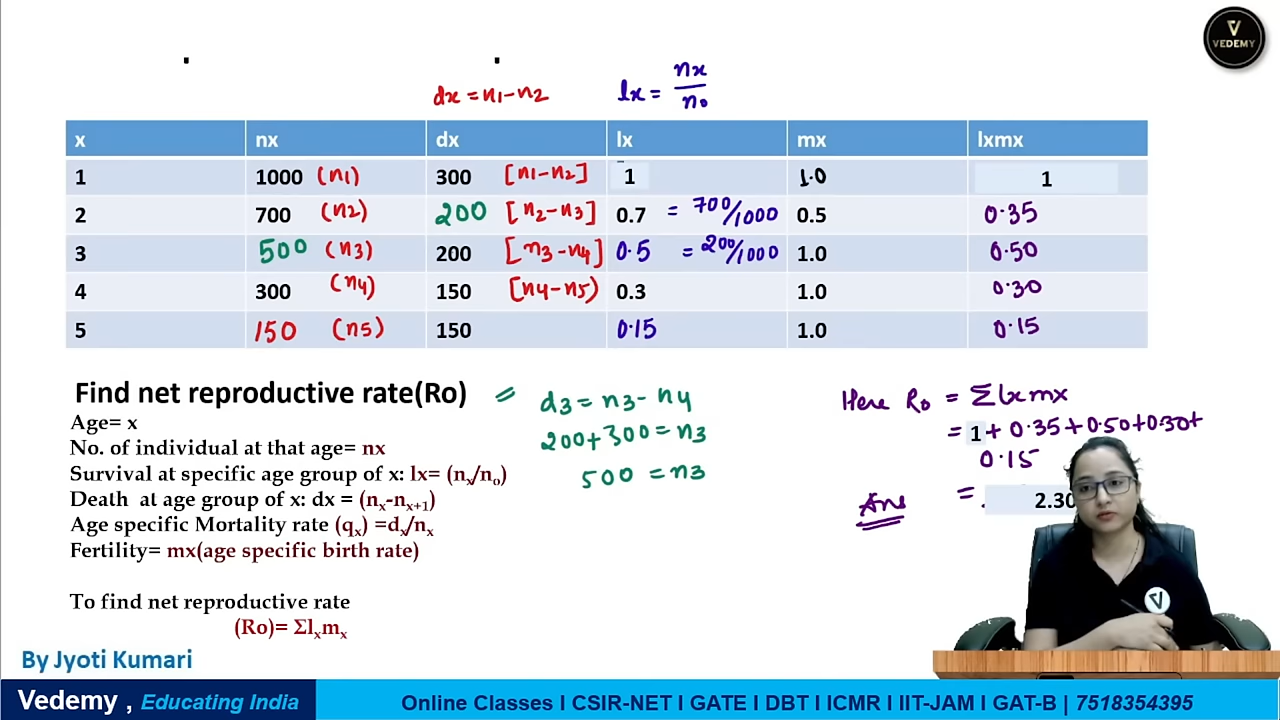 VEDEMY
dx = n1-n2 lx = nx/n0
x nx dx lx mx lxmx
1 1000 (n1) 300 [n1-n2] 1 1.0 1
2 700 (n2) 200 [n2-n3] 0.7 = 700/1000 0.5 0.35
3 500 (n3) 200 [n3-n4] 0.5 = 200/1000 1.0 0.50
4 300 (n4) 150 [n4-n5) 0.3 1.0 0.30
5 150 (n5) 150 0.15 1.0 0.15
Find net reproductive rate(Ro)
Age= x
No. of individual at that age= nx
Survival at specific age group of x: lx= (nx/no)
Death at age group of x: dx = (nx-nx+1)
Age specific Mortality rate (qx) =dx/nx
Fertility= mx(age specific birth rate)
To find net reproductive rate
(Ro)= Σlxmx
= d3 = n3 - n4
200+300 = n3
500 = n3
Here R0 = Σlxmx
= 1 + 0.35+0.50+0.30+
0.15
Ans = 2.30
By Jyoti Kumari
Vedemy , Educating India
Online Classes I CSIR-NET I GATE I DBT I ICMR I IIT-JAM I GAT-B | 7518354395